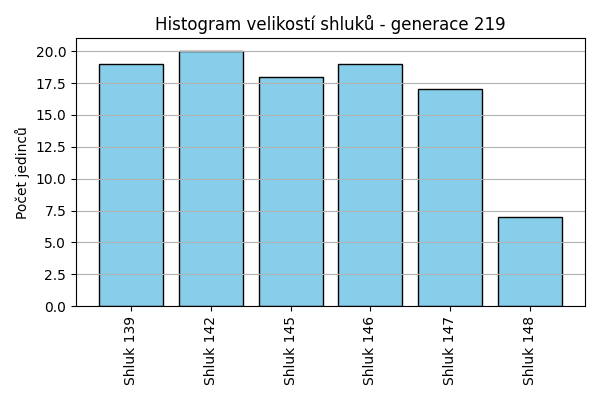 Histogram velikostí shluků - generace 219
Počet jedinců
20.0
17.5
15.0
12.5
10.0
7.5
5.0
2.5
0.0
Shluk 139
Shluk 142
Shluk 145
Shluk 146
Shluk 147
Shluk 148